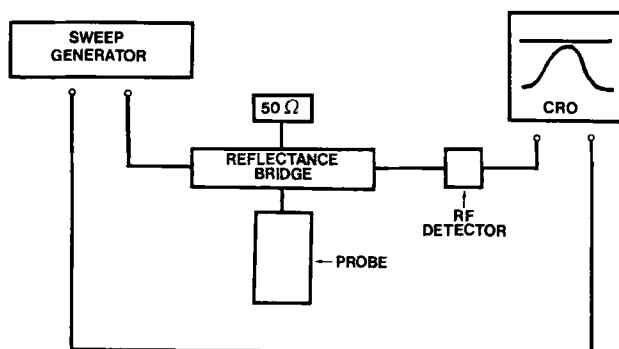 SWEEP
GENERATOR
50 Ω
REFLECTANCE
BRIDGE
CRO
RF
DETECTOR
PROBE